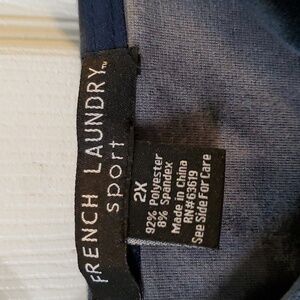 FRENCH LAUNDRY™
sport
2X
92% Polyester
8% Spandex
Made in China
RN#63619
See Side For Care